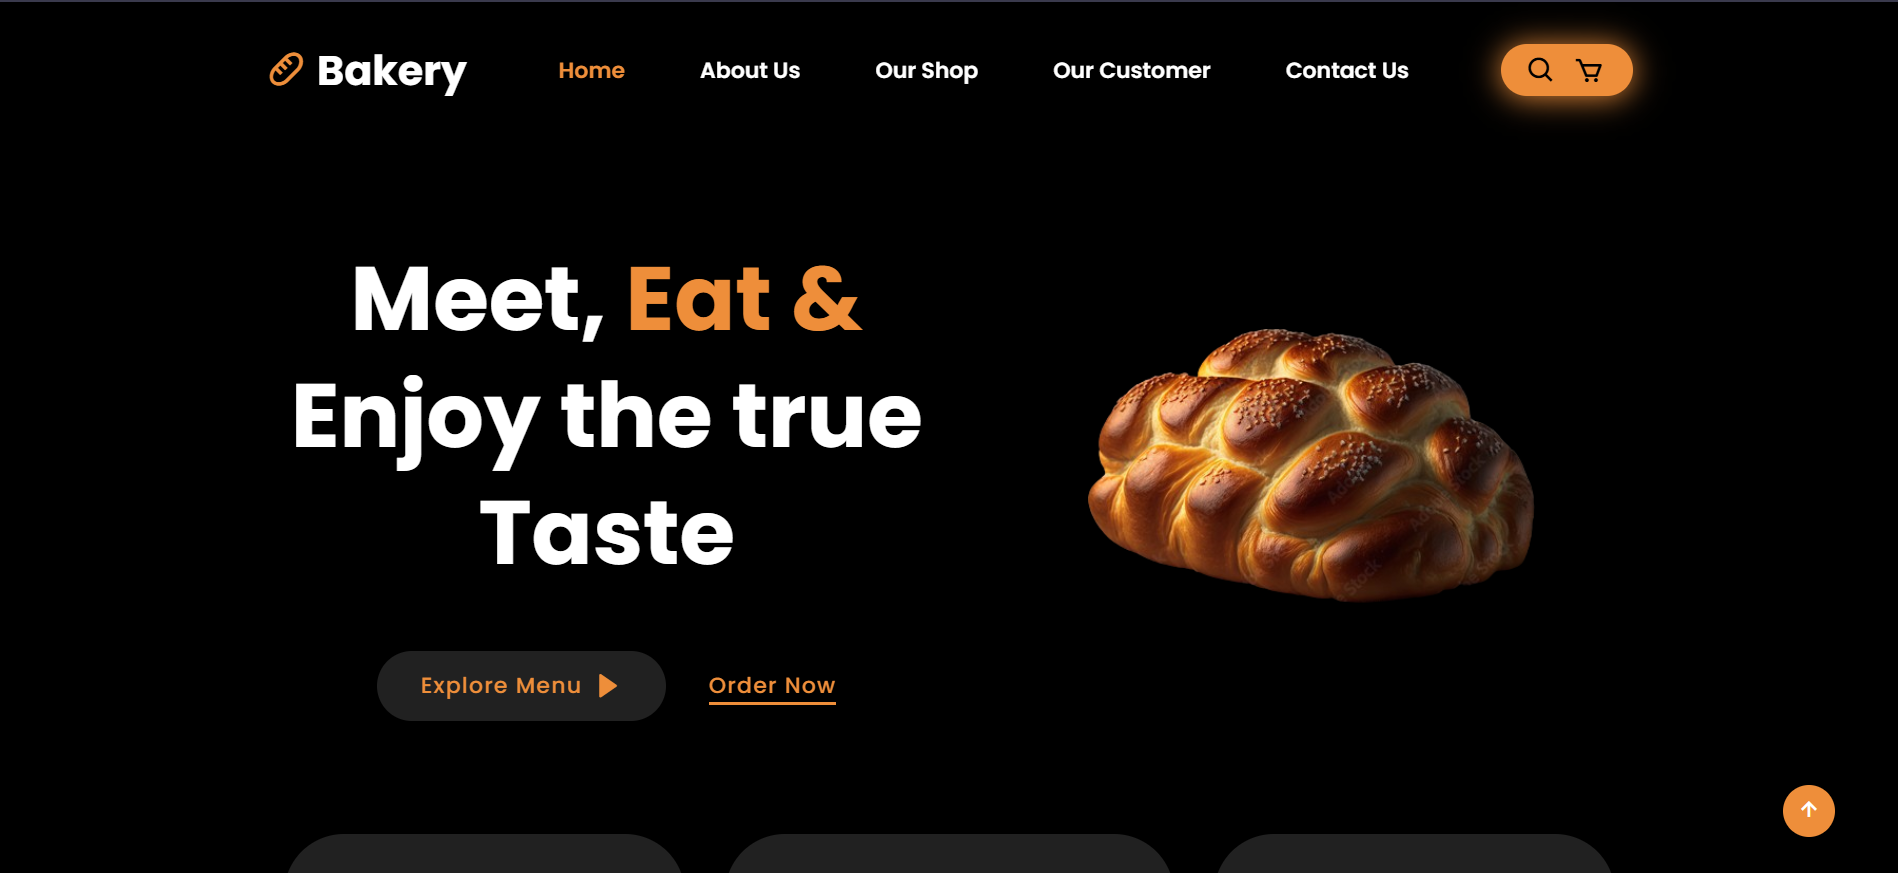 Bakery
Home
About Us
Our Shop
Our Customer
Contact Us
Meet, Eat &
Enjoy the true
Taste
Explore Menu
Order Now